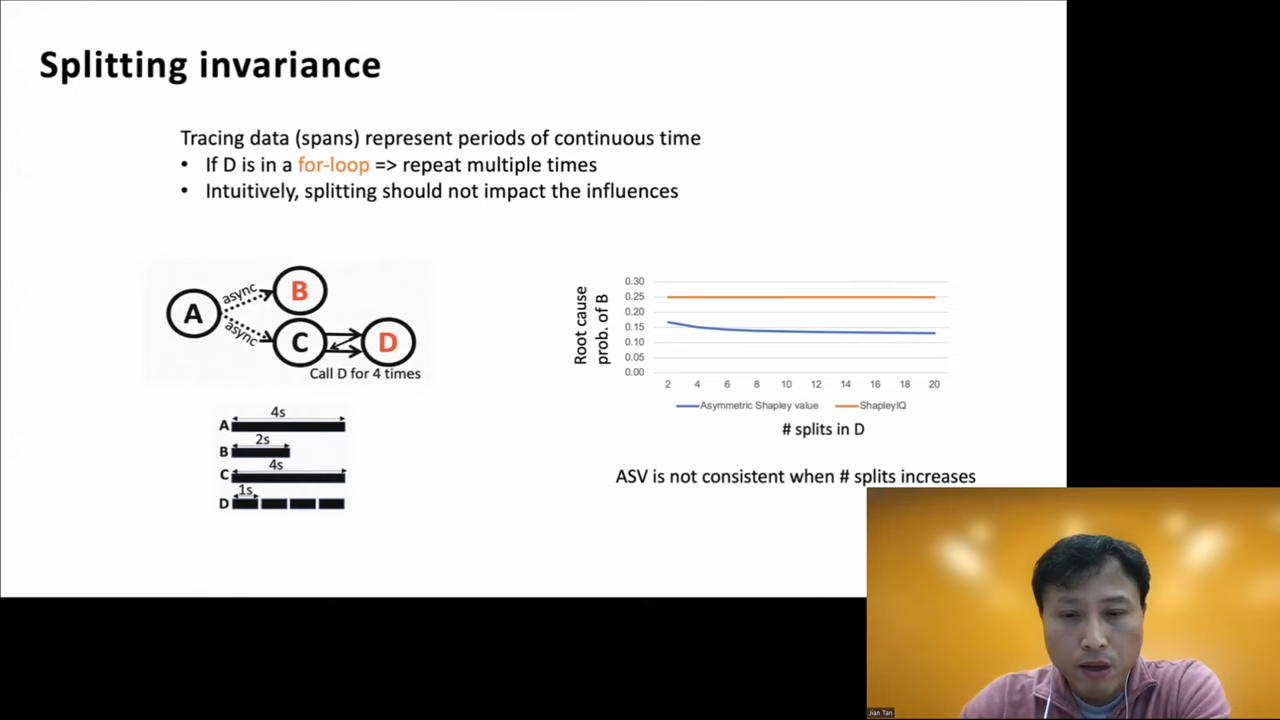 Splitting invariance
Tracing data (spans) represent periods of continuous time
• If D is in a for-loop => repeat multiple times
• Intuitively, splitting should not impact the influences
A
async
B
async
C
D
Call D for 4 times
4s
A
2s
B
4s
C
1s
D
Root cause
prob. of B
0.30
0.25
0.20
0.15
0.10
0.05
0.00
2 4 6 8 10 12 14 16 18 20
Asymmetric Shapley value ShapleyIQ
# splits in D
ASV is not consistent when # splits increases
Jian Tan